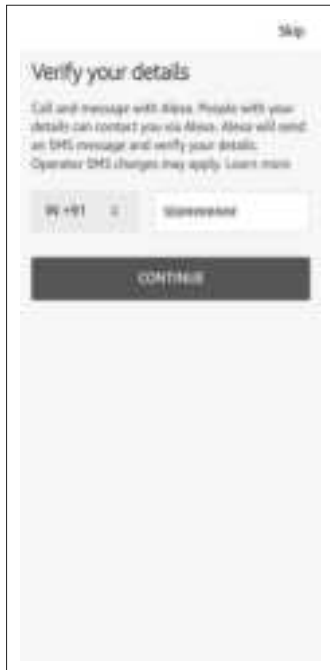 Skip
Verify your details
Call and message with Alexa. People with your
details can contact you via Alexa. Alexa will send
an SMS message and verify your details.
Operator SMS charges may apply. Learn more
IN +91
CONTINUE